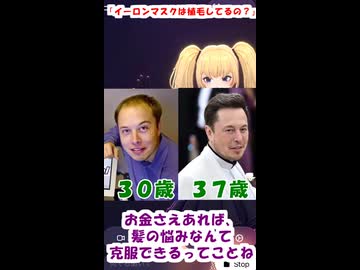 「イーロンマスクは植毛してるの？」
３０歳 ３７歳
お金さえあれば、
髪の悩みなんて
克服できるってことね
Stop